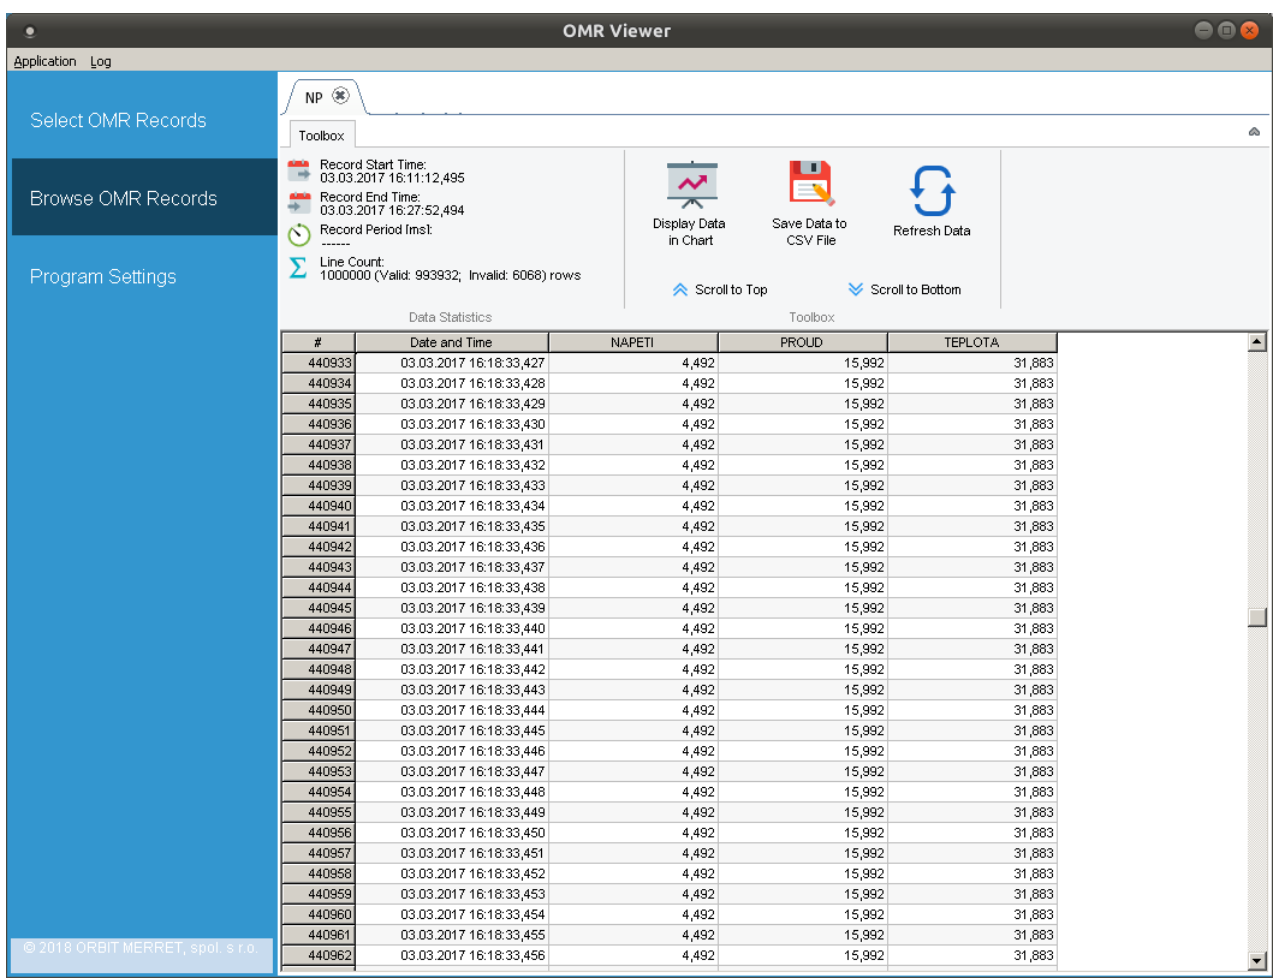 OMR Viewer
Application Log
Select OMR Records
Browse OMR Records
Program Settings
© 2018 ORBIT MERRET, spol. s r.o.
NP
Toolbox
Record Start Time:
03.03.2017 16:11:12,495
Record End Time:
03.03.2017 16:27:52,494
Record Period [ms]:
------
Line Count:
1000000 (Valid: 993932; Invalid: 6068) rows
Data Statistics
Display Data
in Chart
Save Data to
CSV File
Refresh Data
Scroll to Top
Scroll to Bottom
Toolbox
# Date and Time NAPETI PROUD TEPLOTA
440933 03.03.2017 16:18:33,427 4,492 15,992 31,883
440934 03.03.2017 16:18:33,428 4,492 15,992 31,883
440935 03.03.2017 16:18:33,429 4,492 15,992 31,883
440936 03.03.2017 16:18:33,430 4,492 15,992 31,883
440937 03.03.2017 16:18:33,431 4,492 15,992 31,883
440938 03.03.2017 16:18:33,432 4,492 15,992 31,883
440939 03.03.2017 16:18:33,433 4,492 15,992 31,883
440940 03.03.2017 16:18:33,434 4,492 15,992 31,883
440941 03.03.2017 16:18:33,435 4,492 15,992 31,883
440942 03.03.2017 16:18:33,436 4,492 15,992 31,883
440943 03.03.2017 16:18:33,437 4,492 15,992 31,883
440944 03.03.2017 16:18:33,438 4,492 15,992 31,883
440945 03.03.2017 16:18:33,439 4,492 15,992 31,883
440946 03.03.2017 16:18:33,440 4,492 15,992 31,883
440947 03.03.2017 16:18:33,441 4,492 15,992 31,883
440948 03.03.2017 16:18:33,442 4,492 15,992 31,883
440949 03.03.2017 16:18:33,443 4,492 15,992 31,883
440950 03.03.2017 16:18:33,444 4,492 15,992 31,883
440951 03.03.2017 16:18:33,445 4,492 15,992 31,883
440952 03.03.2017 16:18:33,446 4,492 15,992 31,883
440953 03.03.2017 16:18:33,447 4,492 15,992 31,883
440954 03.03.2017 16:18:33,448 4,492 15,992 31,883
440955 03.03.2017 16:18:33,449 4,492 15,992 31,883
440956 03.03.2017 16:18:33,450 4,492 15,992 31,883
440957 03.03.2017 16:18:33,451 4,492 15,992 31,883
440958 03.03.2017 16:18:33,452 4,492 15,992 31,883
440959 03.03.2017 16:18:33,453 4,492 15,992 31,883
440960 03.03.2017 16:18:33,454 4,492 15,992 31,883
440961 03.03.2017 16:18:33,455 4,492 15,992 31,883
440962 03.03.2017 16:18:33,456 4,492 15,992 31,883